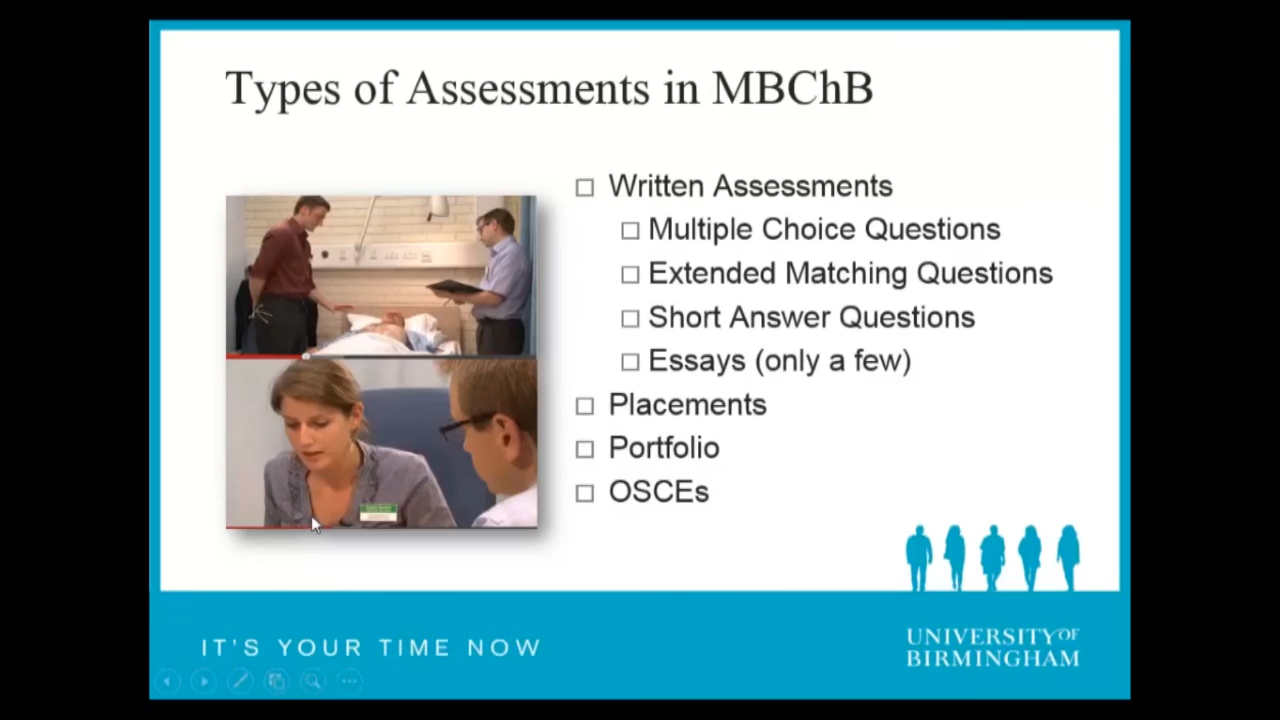 Types of Assessments in MBChB
Written Assessments
Multiple Choice Questions
Extended Matching Questions
Short Answer Questions
Essays (only a few)
Placements
Portfolio
OSCEs
IT'S YOUR TIME NOW
UNIVERSITY OF
BIRMINGHAM